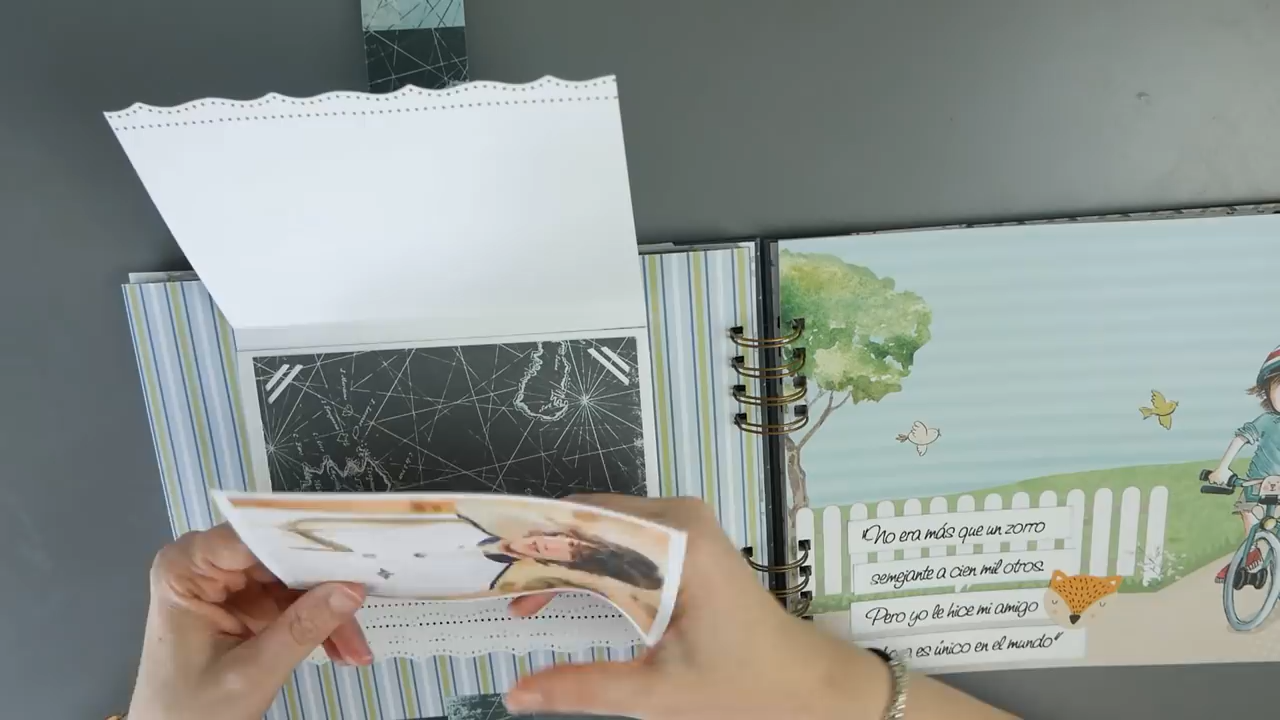 "No era más que un zorro
semejante a cien mil otros.
Pero yo le hice mi amigo
es único en el mundo"